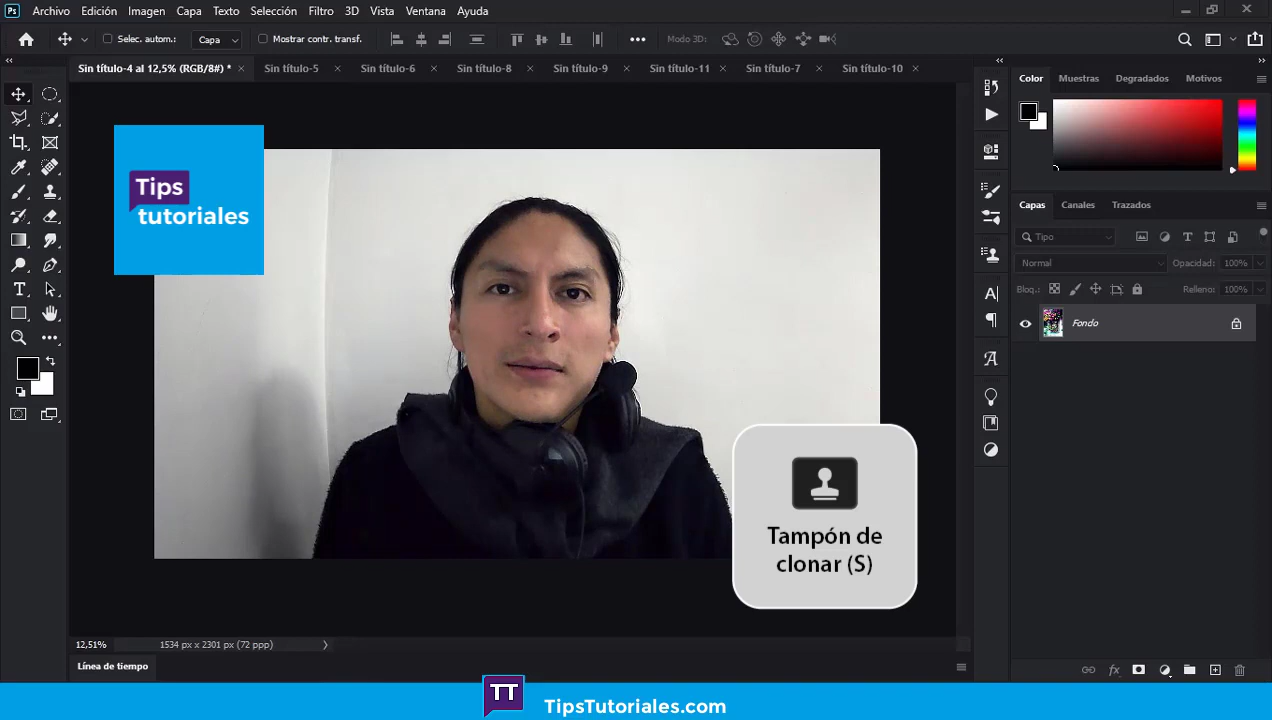 Ps Archivo Edición Imagen Capa Texto Selección Filtro 3D Vista Ventana Ayuda
Selec. autom.: Capa Mostrar contr. transf. Modo 3D:
Sin título-4 al 12,5% (RGB/8#) * Sin título-5 Sin título-6 Sin título-8 Sin título-9 Sin título-11 Sin título-7 Sin título-10
Color Muestras Degradados Motivos
Tips
tutoriales
Capas Canales Trazados
Tipo
Normal Opacidad: 100%
Bloq.: Relleno: 100%
Fondo
Tampón de
clonar (S)
12,51% 1534 px x 2301 px (72 ppp)
Línea de tiempo
fx
TT
TipsTutoriales.com